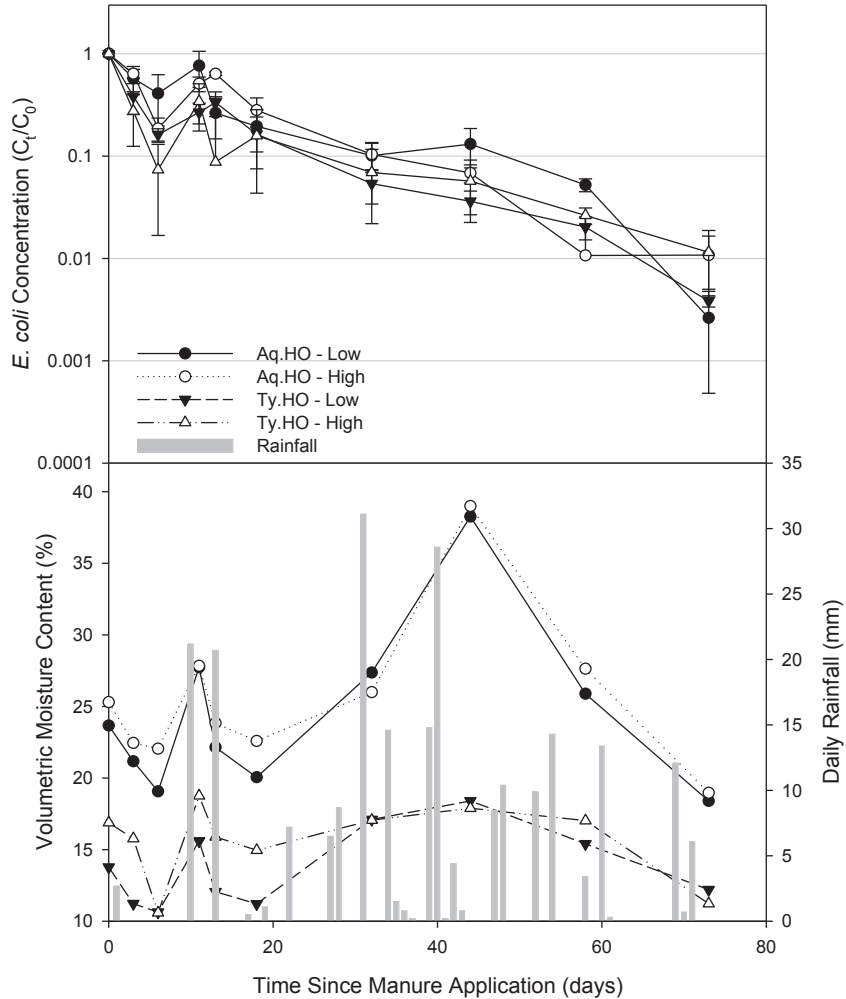 1
0.1
0.01
0.001
0.0001
E. coli Concentration (Ct/C0)
Aq.HO - Low
Aq.HO - High
Ty.HO - Low
Ty.HO - High
Rainfall
40
35
30
25
20
15
10
Volumetric Moisture Content (%)
35
30
25
20
15
10
5
0
Daily Rainfall (mm)
0 20 40 60 80
Time Since Manure Application (days)